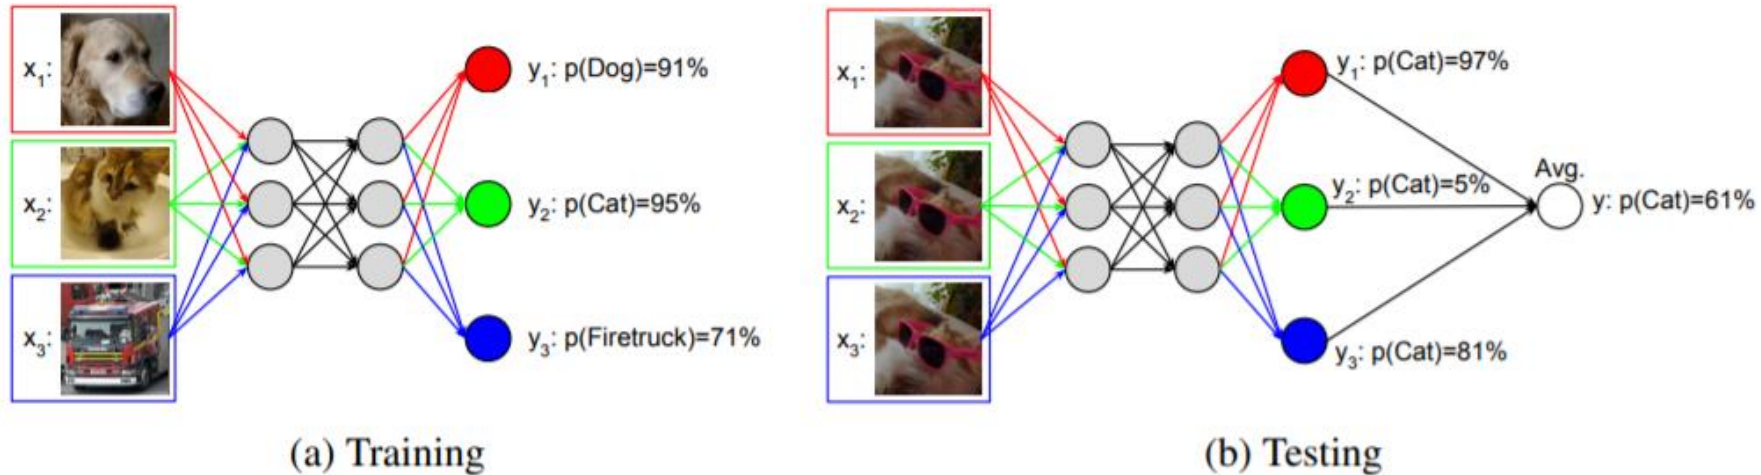 x₁:
y₁: p(Dog)=91%
x₂:
y₂: p(Cat)=95%
x₃:
y₃: p(Firetruck)=71%
(a) Training
x₁:
y₁: p(Cat)=97%
x₂:
y₂: p(Cat)=5%
Avg.
y: p(Cat)=61%
x₃:
y₃: p(Cat)=81%
(b) Testing